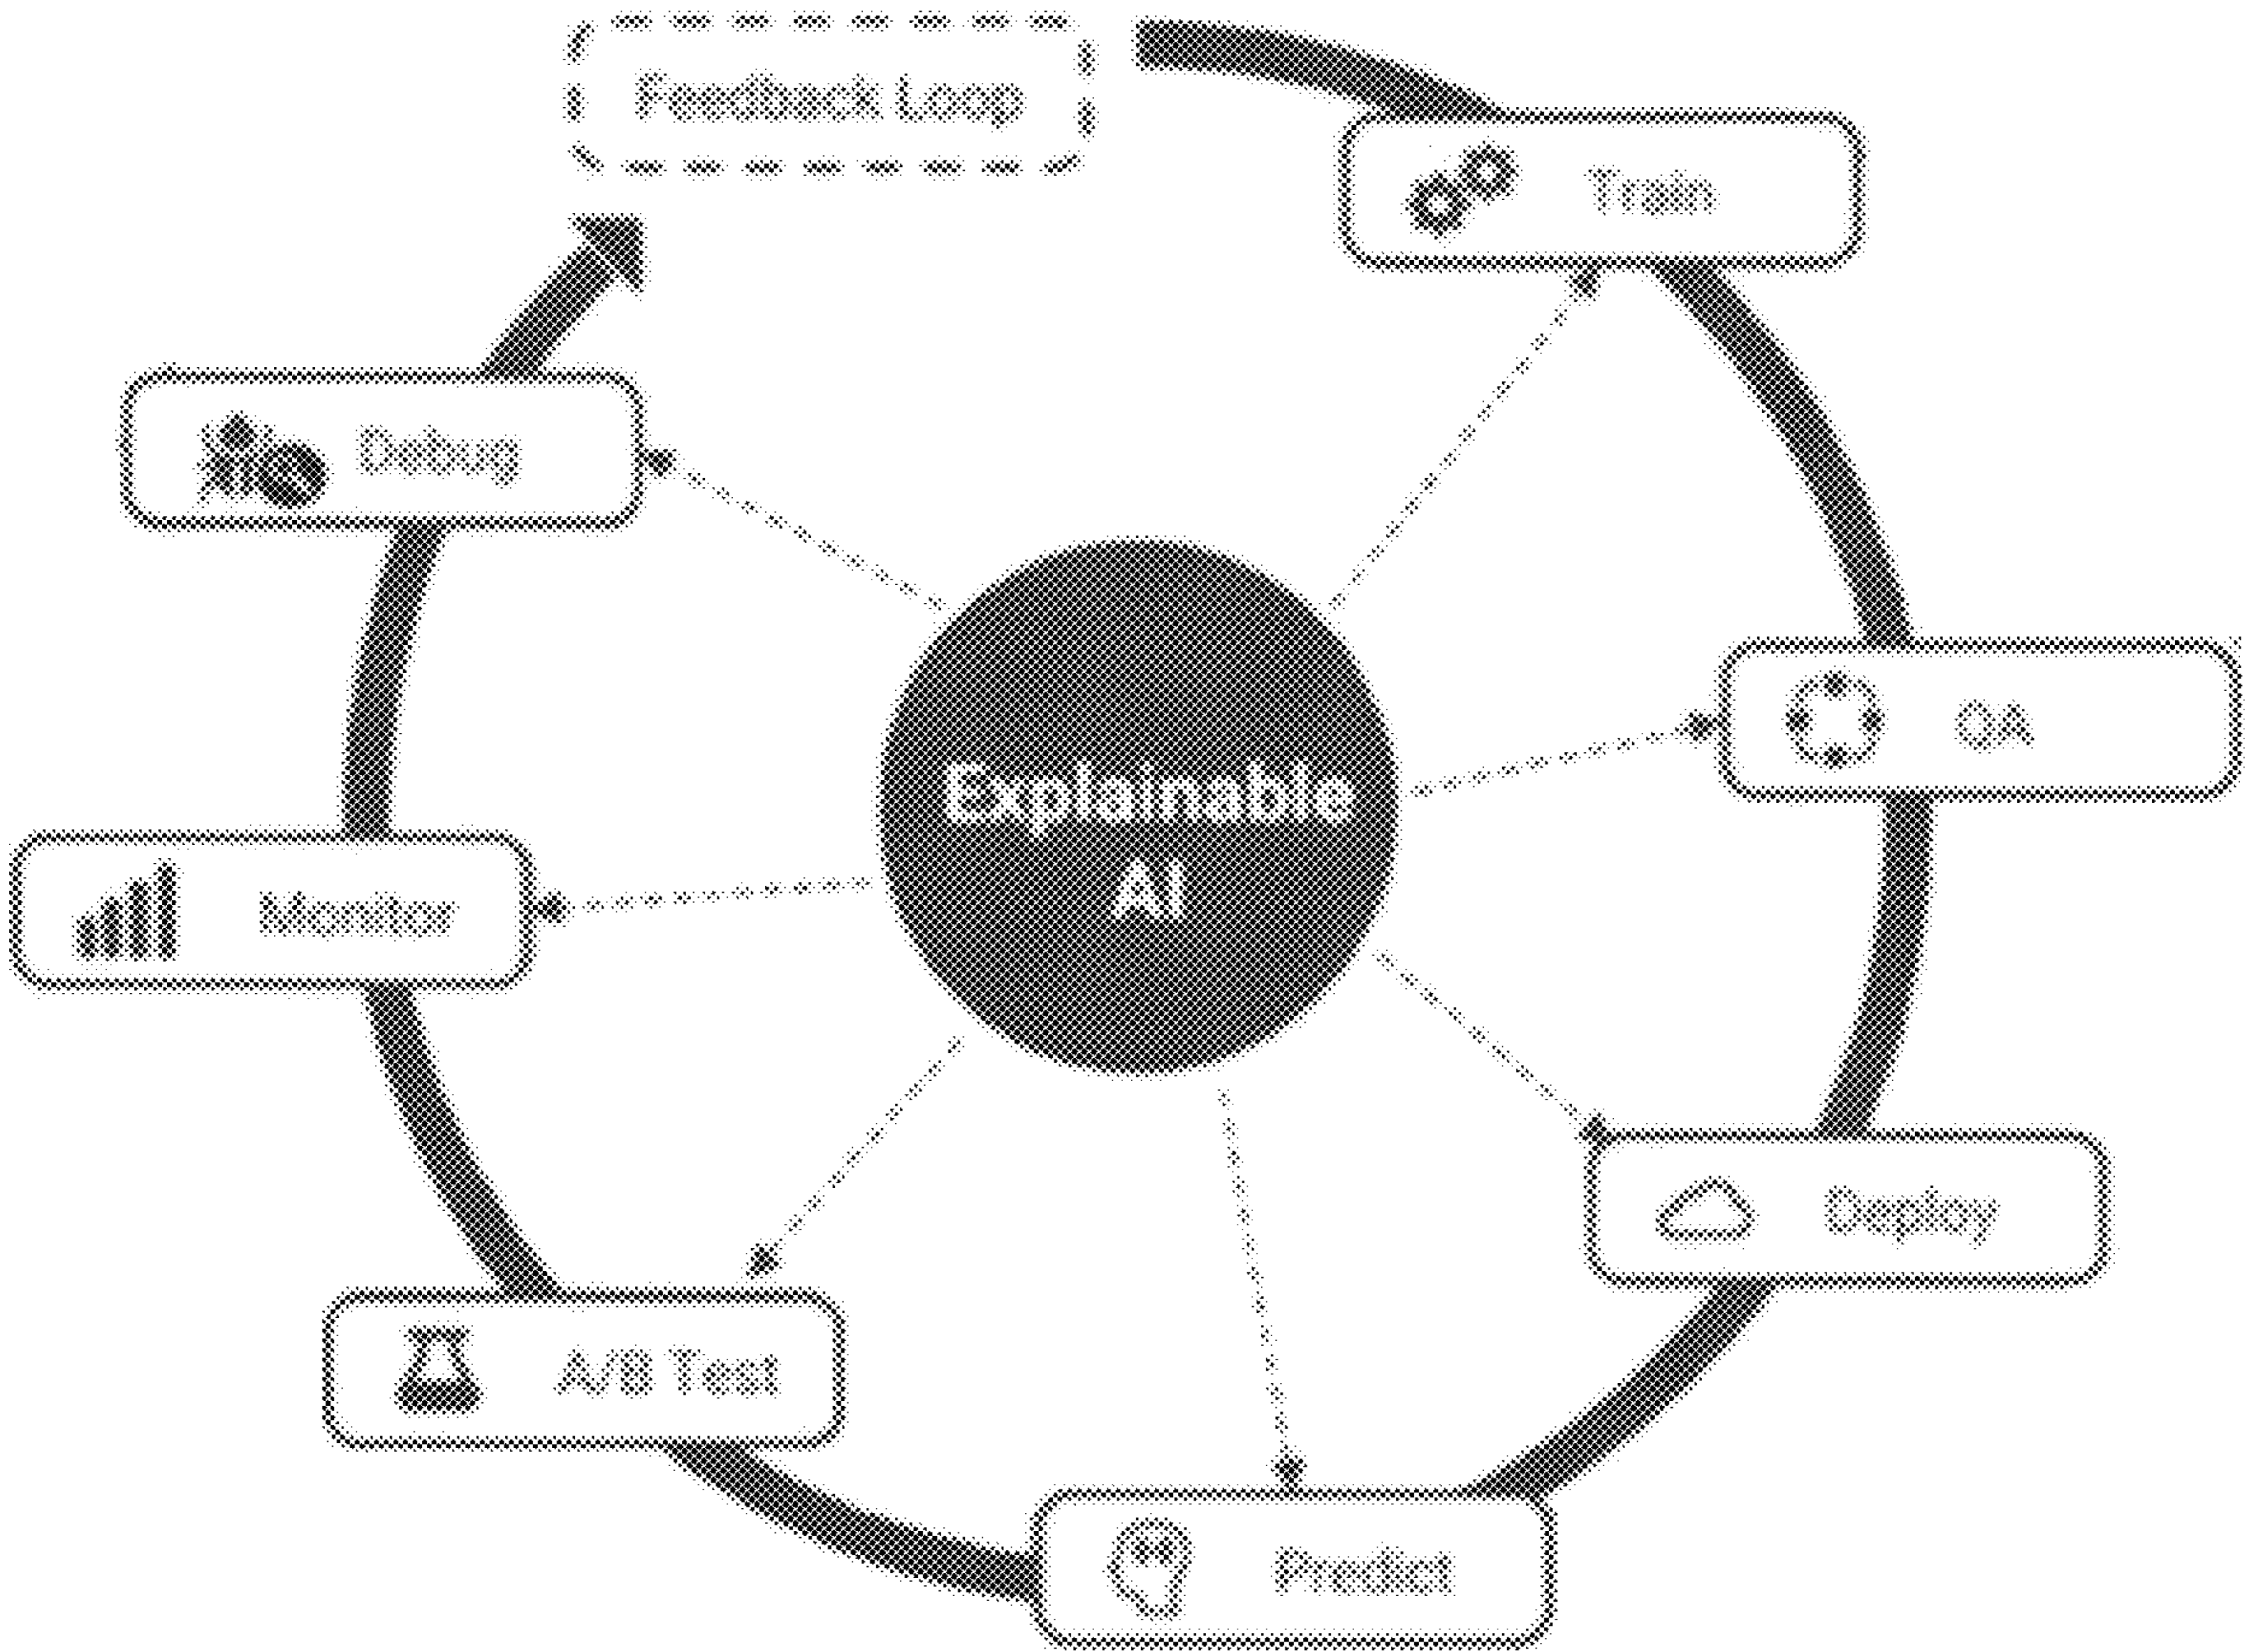 Feedback Loop
Train
Debug
QA
Explainable
AI
Monitor
Deploy
A/B Test
Predict